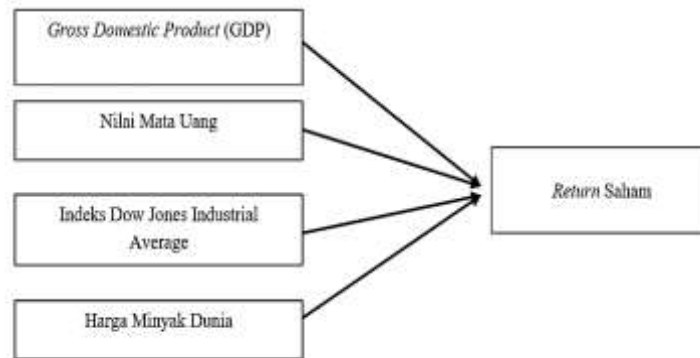 Gross Domestic Product (GDP)
Nilai Mata Uang
Indeks Dow Jones Industrial
Average
Harga Minyak Dunia
Return Saham